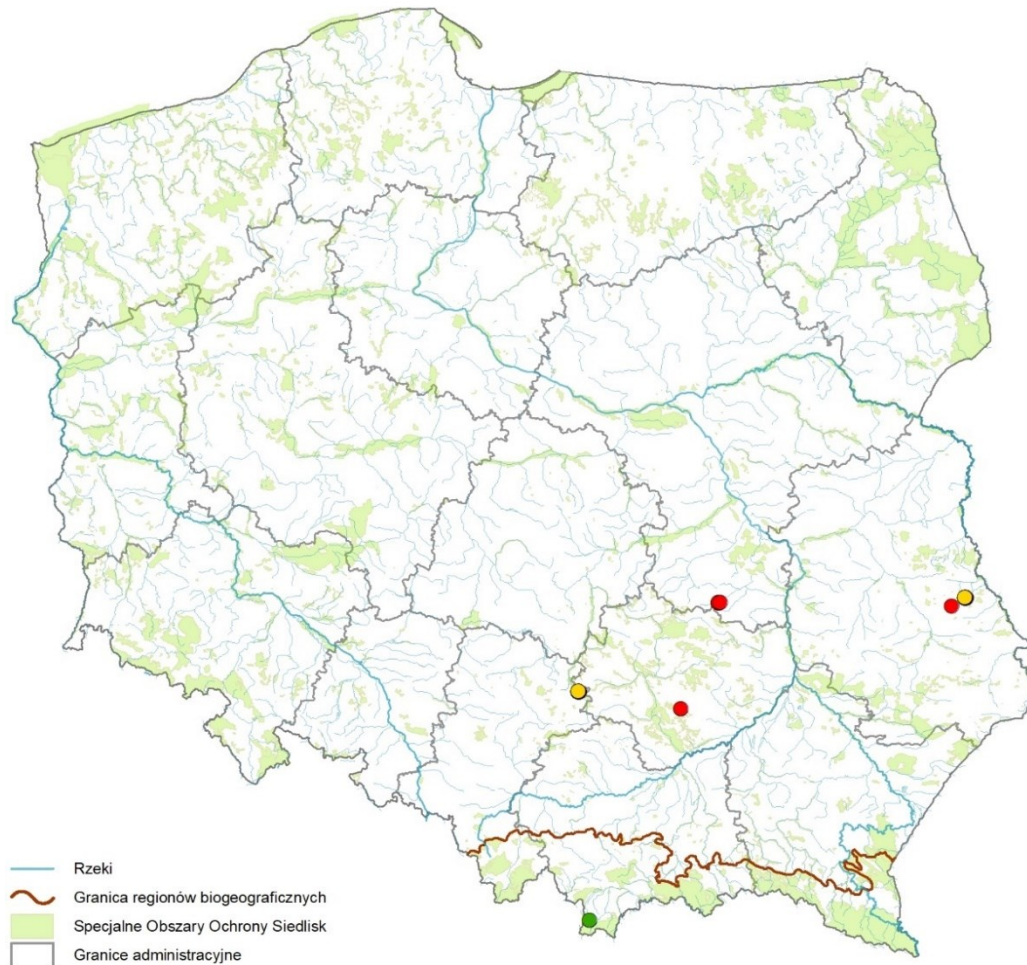 Rzeki
Granica regionów biogeograficznych
Specjalne Obszary Ochrony Siedlisk
Granice administracyjne